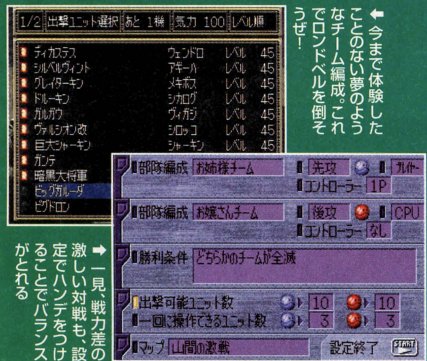 1/2 出撃ユニット選択 あと 1機 気力 100 レベル順
ディカステス ウェンドロ レベル 45
シルベルヴィント アギーハ レベル 45
グレイターキン メキボス レベル 45
ドルーキン シカログ レベル 45
ガルガウ ヴィガジ レベル 45
ヴァルシオン改 シロッコ レベル 45
巨大シャーキン シャーキン レベル 45
ガンテ
暗黒大将軍
ビッグガルーダ
ピグドロン
⬅今まで体験した
ことのない夢のよう
なチーム編成。これ
でロンドベルを倒そ
うぜ!
部隊編成 お姉様チーム 先攻 プレイヤー
コントローラー 1P
部隊編成 お嬢さんチーム 後攻 CPU
コントローラー なし
勝利条件 どちらかのチームが全滅
出撃可能ユニット数 10 10
一回に操作できるユニット数 3 3
マップ 山間の激戦 設定終了 START
➡一見、戦力差の
激しい対戦も、設
定でハンデをつけ
ることでバランス
がとれる